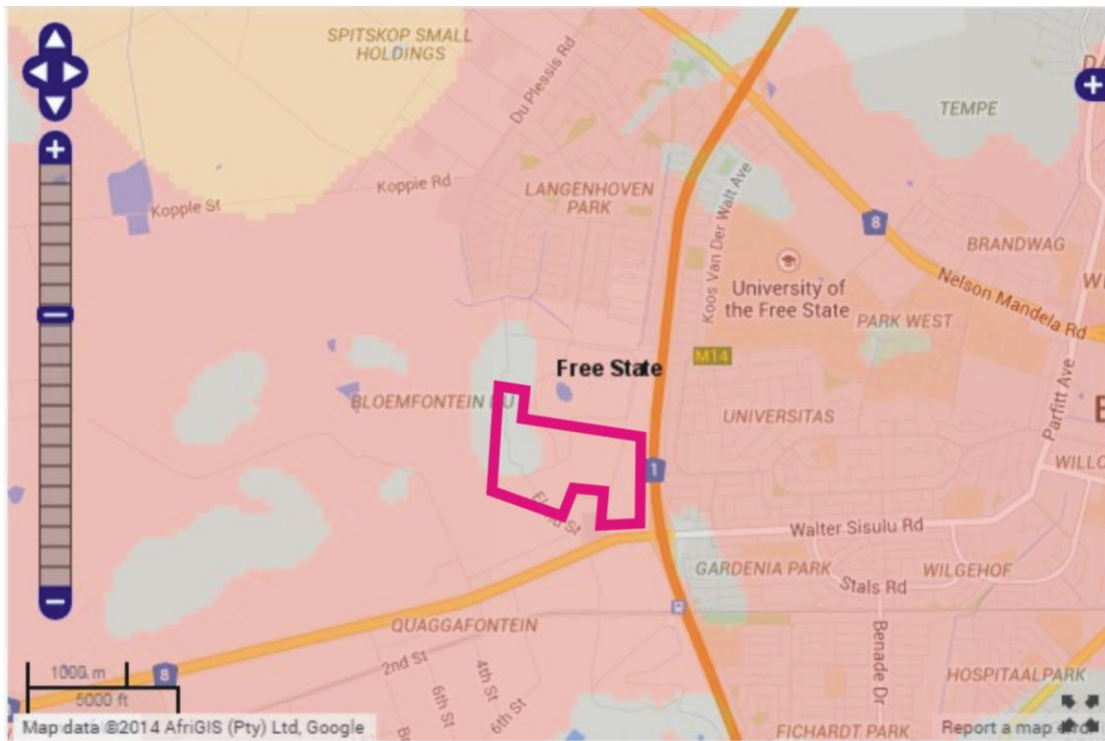 SPITSKOP SMALL
HOLDINGS
Du Plessis Rd
TEMPE
Koppie Rd
Kopple St
LANGENHOVEN
PARK
Koos Van Der Walt Ave
8
BRANDWAG
University of
the Free State
Nelson Mandela Rd
PARK WEST
M14
Free State
Parfitt Ave
BLOEMFONTEIN
UNIVERSITAS
1
Walter Sisulu Rd
GARDENIA PARK
WILGEHOF
Stals Rd
QUAGGAFONTEIN
2nd St
4th St
6th St
6th St
Benade Dr
HOSPITAALPARK
1000 m
8
5000 ft
Map data ©2014 AfriGIS (Pty) Ltd, Google
FICHARDT PARK
Report a map error